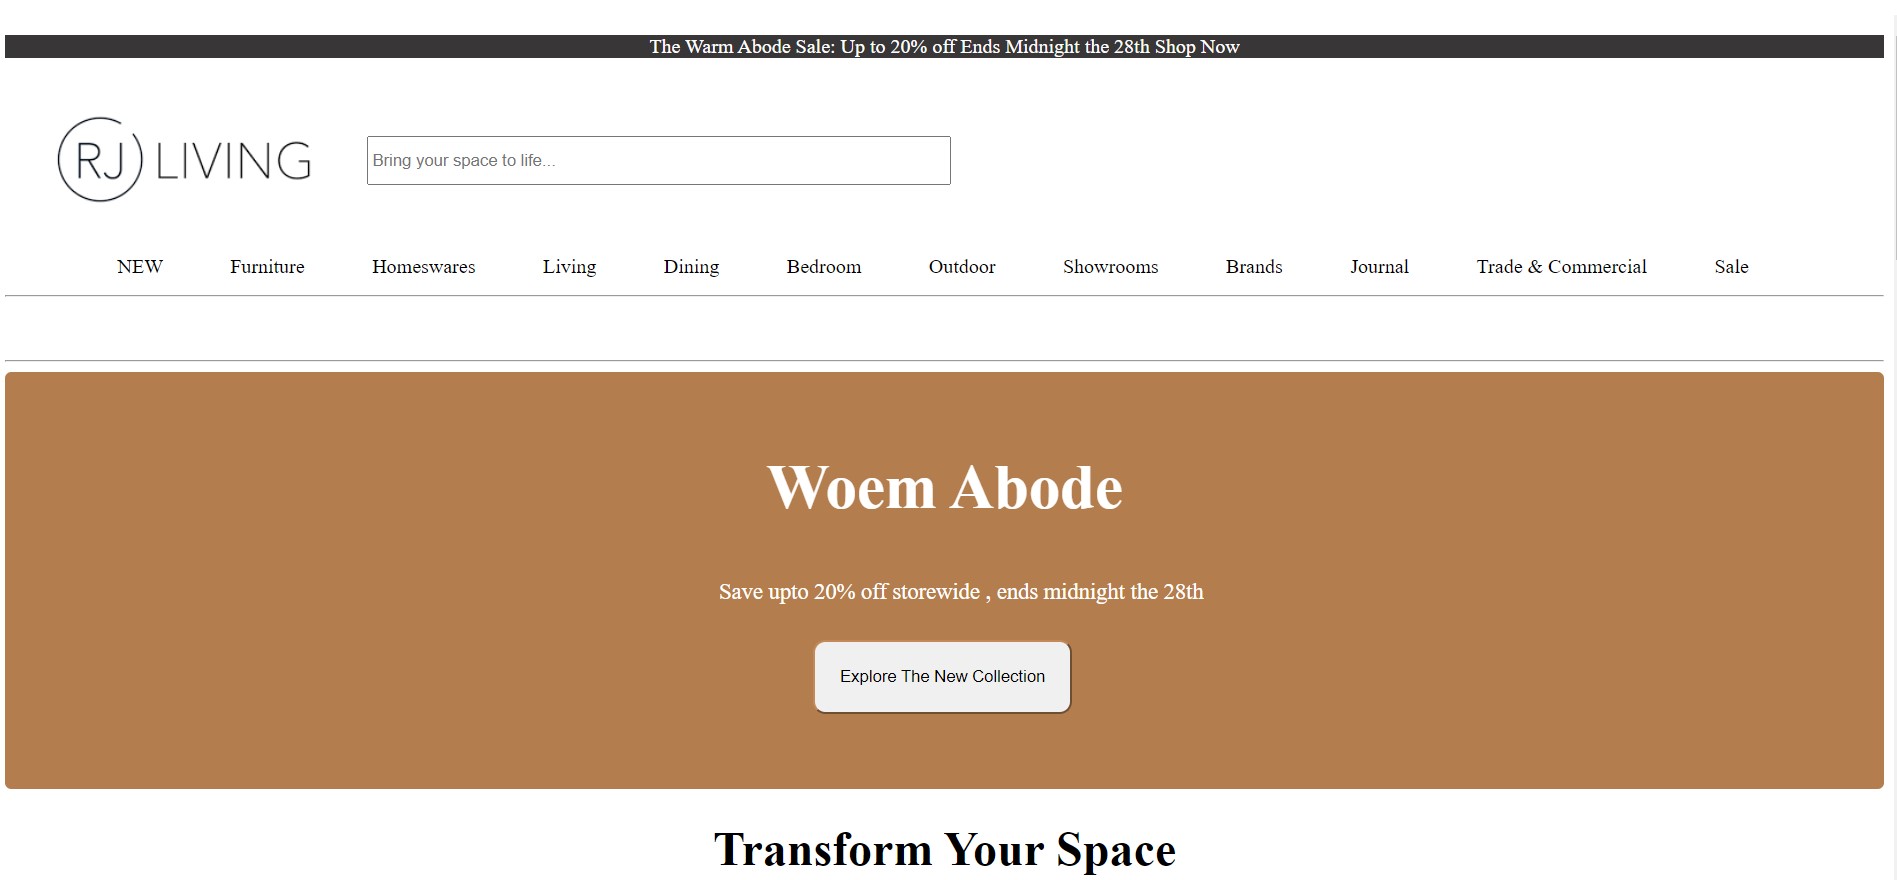 The Warm Abode Sale: Up to 20% off Ends Midnight the 28th Shop Now
RJ LIVING
Bring your space to life...
NEW Furniture Homeswares Living Dining Bedroom Outdoor Showrooms Brands Journal Trade & Commercial Sale
Woem Abode
Save upto 20% off storewide , ends midnight the 28th
Explore The New Collection
Transform Your Space